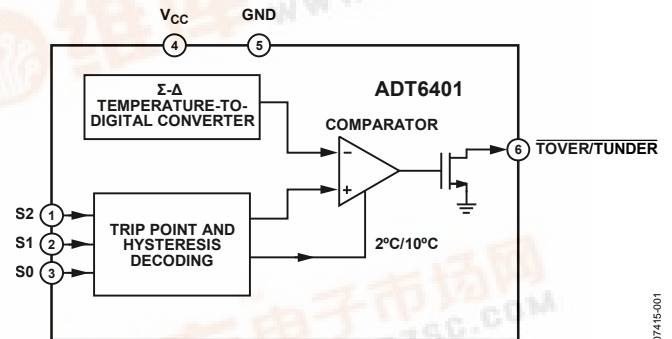 VCC GND
4 5
Σ-Δ
TEMPERATURE-TO-
DIGITAL CONVERTER
ADT6401
COMPARATOR
−
+
6 TOVER/TUNDER
S2 1
S1 2
S0 3
TRIP POINT AND
HYSTERESIS
DECODING
2ºC/10ºC
07415-001